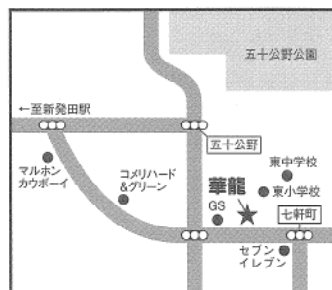 五十公野公園
←至新発田駅
五十公野
マルホン
カウボーイ
コメリハード
&グリーン
東中学校
華龍
東小学校
GS
七軒町
セブン
イレブン